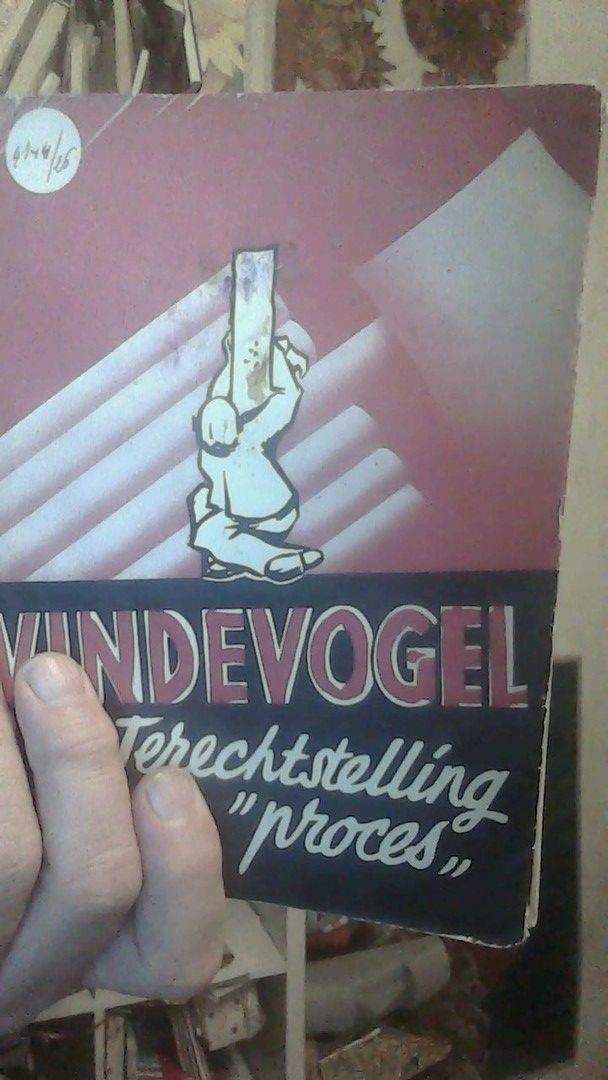 VINDEVOGEL
Terechtstelling
"proces„